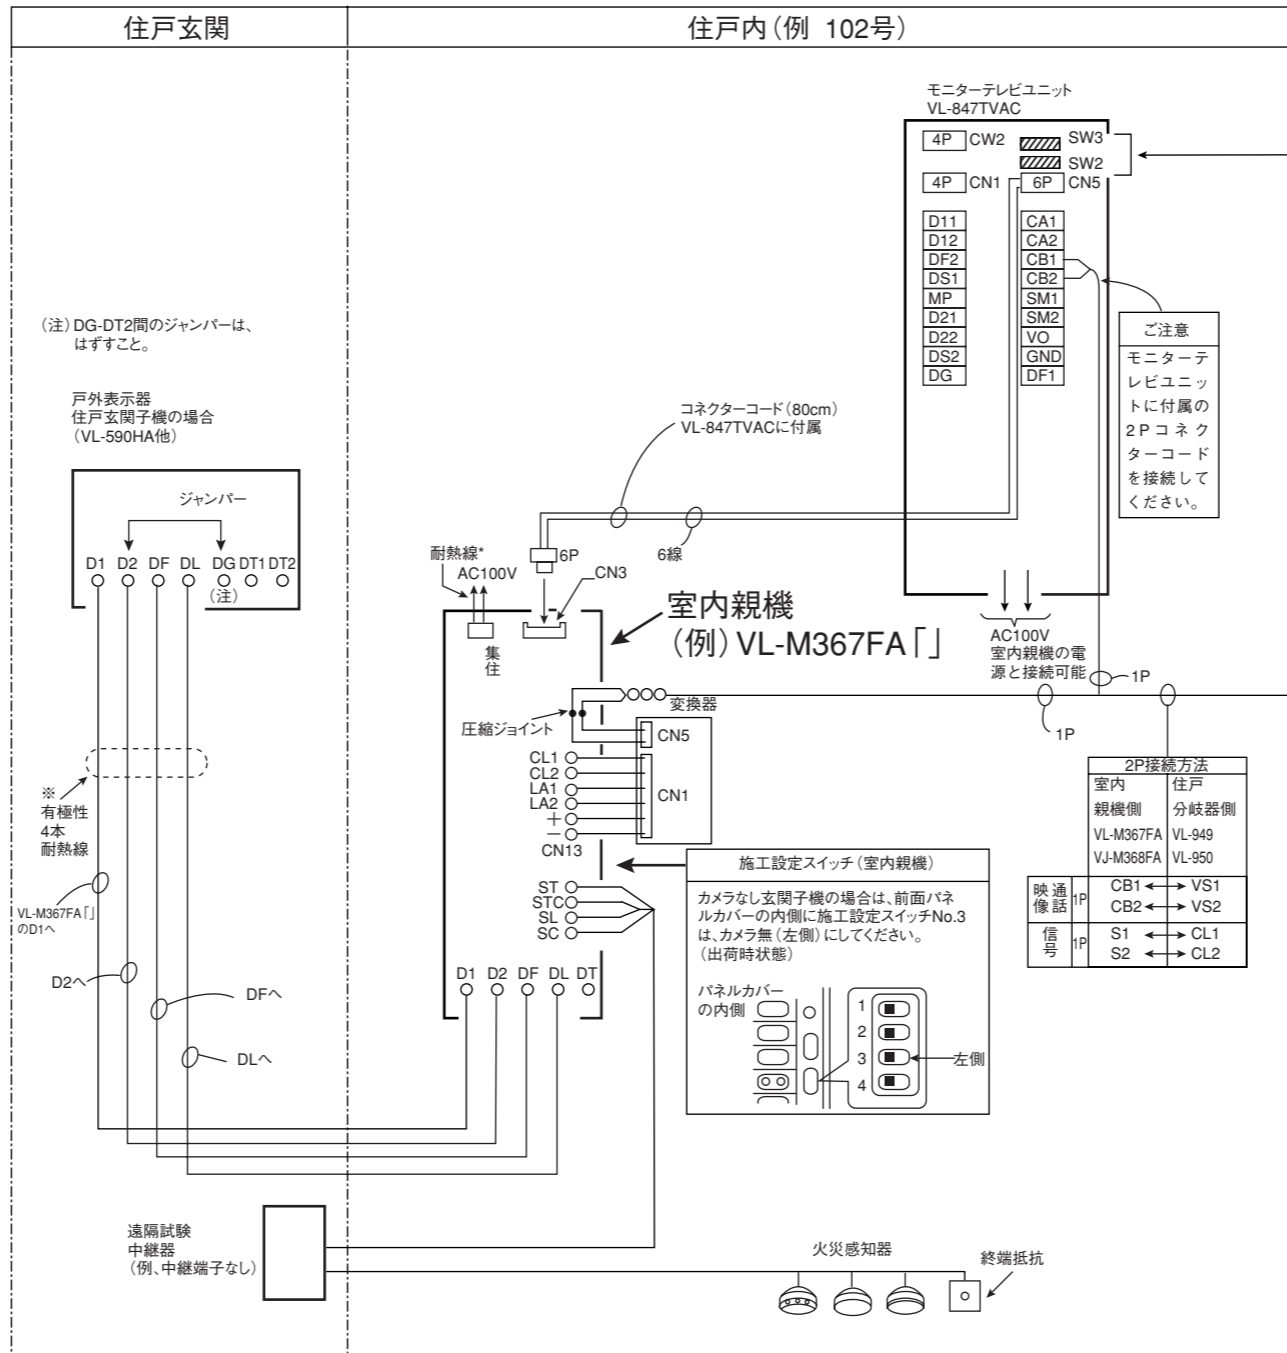 住戸玄関
住戸内(例 102号)
モニターテレビユニット
VL-847TVAC
4P CW2
SW3
SW2
4P CN1
6P CN5
D11
D12
DF2
DS1
MP
D21
D22
DS2
DG
CA1
CA2
CB1
CB2
SM1
SM2
VO
GND
DF1
ご注意
モニターテ
レビユニッ
トに付属の
2Pコネク
ターコード
を接続して
ください。
(注)DG-DT2間のジャンパーは、
はずすこと。
戸外表示器
住戸玄関子機の場合
(VL-590HA他)
ジャンパー
D1 D2 DF DL DG DT1 DT2
(注)
コネクターコード(80cm)
VL-847TVACに付属
6線
耐熱線*
AC100V
6P
CN3
集住
室内親機
(例)VL-M367FA「」
AC100V
室内親機の電
源と接続可能
1P
1P
変換器
圧縮ジョイント
CN5
CL1
CL2
LA1
LA2
+
−
CN1
CN13
※
有極性
4本
耐熱線
VL-M367FA「」
のD1へ
D2へ
DFへ
DLへ
ST
STC
SL
SC
D1 D2 DF DL DT
施工設定スイッチ(室内親機)
カメラなし玄関子機の場合は、前面パネ
ルカバーの内側に施工設定スイッチNo.3
は、カメラ無(左側)にしてください。
(出荷時状態)
パネルカバー
の内側
1
2
3
4
左側
2P接続方法
室内 住戸
親機側 分岐器側
VL-M367FA VL-949
VJ-M368FA VL-950
映像 通話 1P CB1 ↔ VS1
CB2 ↔ VS2
信号 1P S1 ↔ CL1
S2 ↔ CL2
遠隔試験
中継器
(例、中継端子なし)
火災感知器
終端抵抗